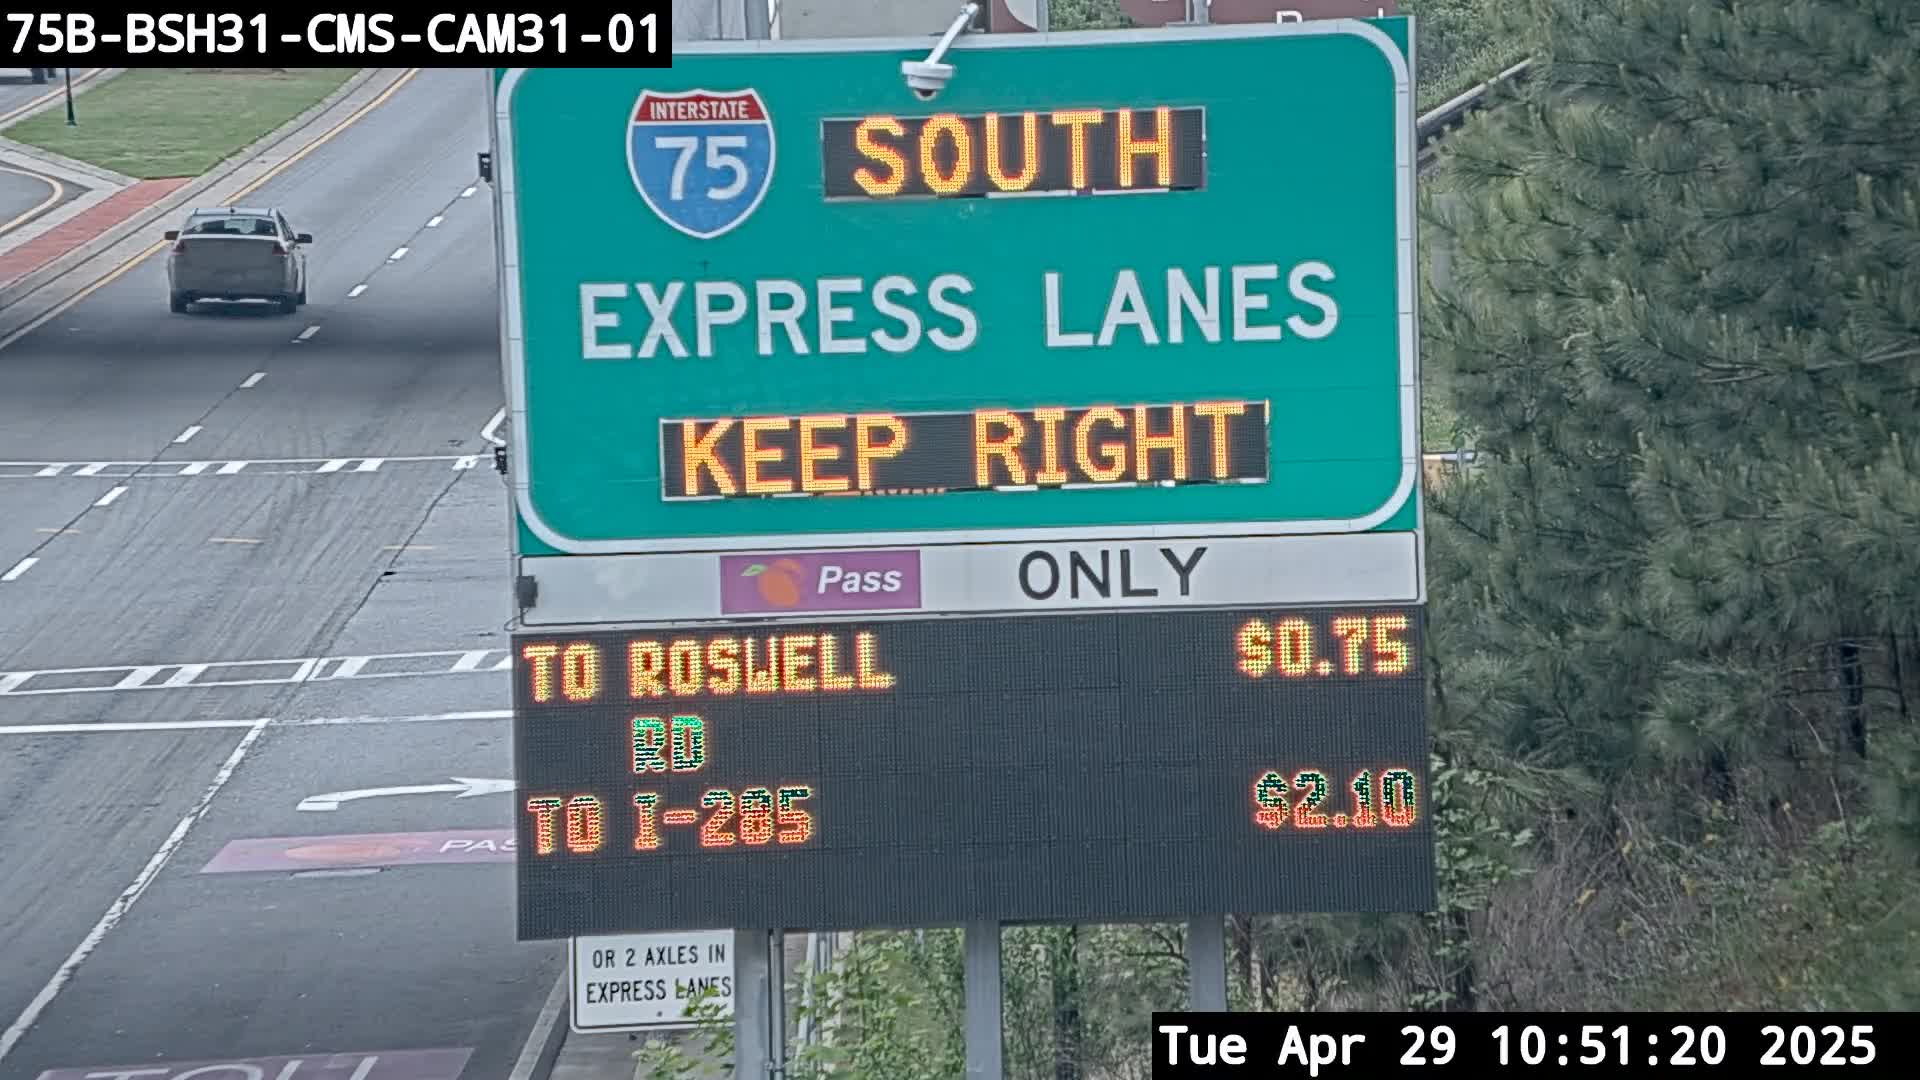 75B-BSH31-CMS-CAM31-01
INTERSTATE
75
SOUTH
EXPRESS LANES
KEEP RIGHT
Pass ONLY
TO ROSWELL $0.75
RD
TO I-285 $2.10
PAS
OR 2 AXLES IN
EXPRESS LANES
Tue Apr 29 10:51:20 2025